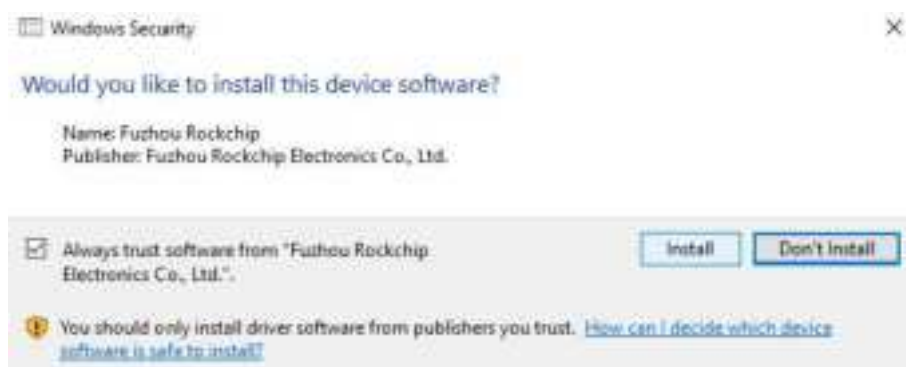 Windows Security
Would you like to install this device software?
Name: Fuzhou Rockchip
Publisher: Fuzhou Rockchip Electronics Co., Ltd.
Always trust software from "Fuzhou Rockchip
Electronics Co., Ltd.".
Install
Don't Install
You should only install driver software from publishers you trust. How can I decide which device
software is safe to install?